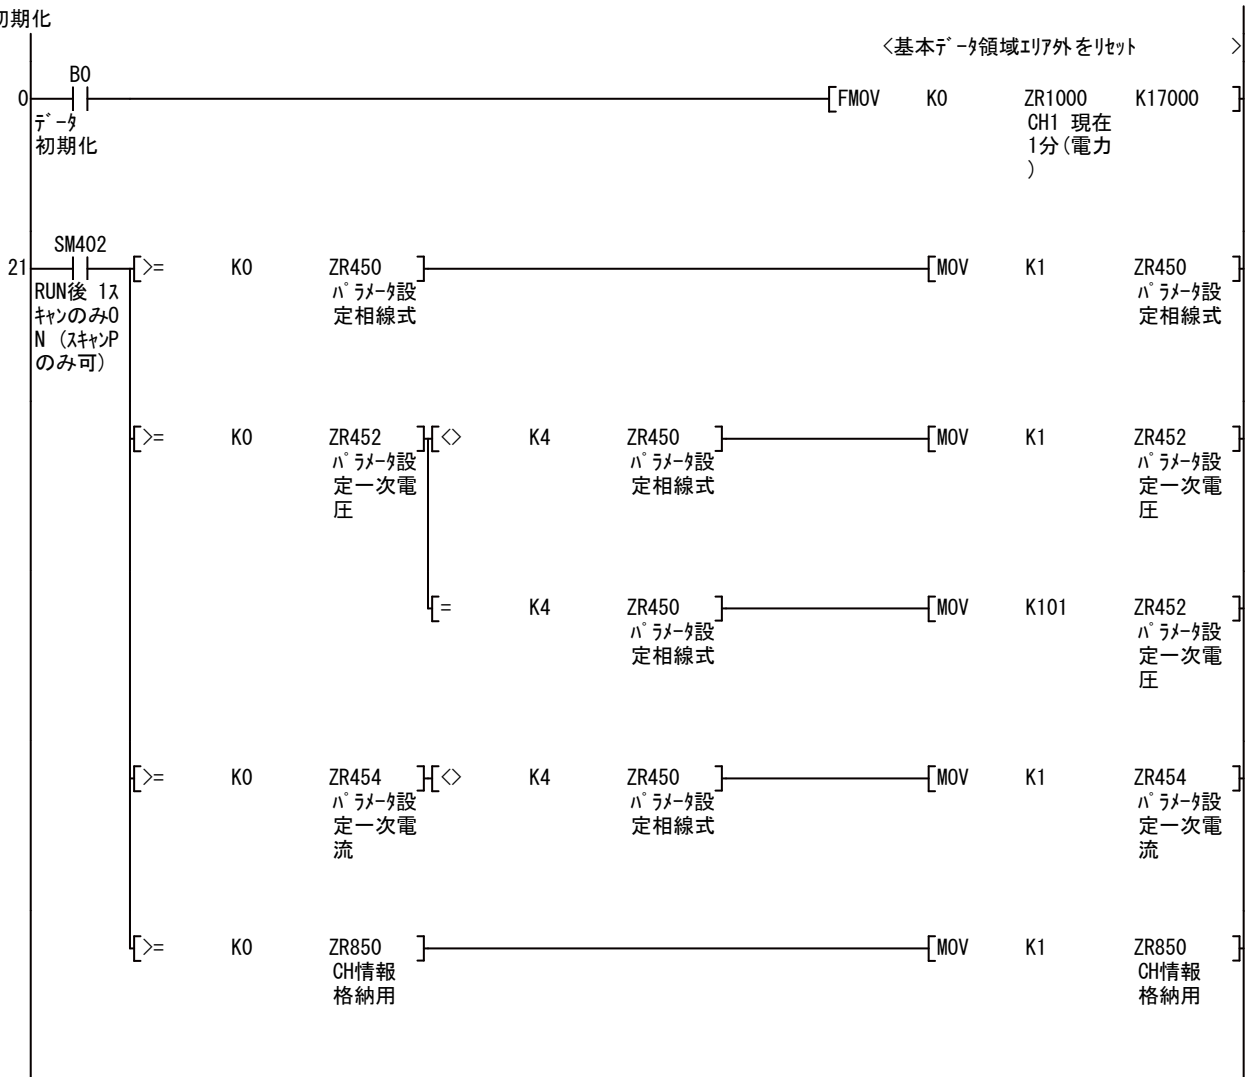 初期化
<基本ﾃﾞｰﾀ領域ｴﾘｱ外をﾘｾｯﾄ >
B0
0 [FMOV K0 ZR1000 K17000 ]
ﾃﾞｰﾀ CH1 現在
初期化 1分(電力
)
SM402
21 [>= K0 ZR450 ] [MOV K1 ZR450 ]
RUN後 1ｽ ﾊﾟﾗﾒｰﾀ設 ﾊﾟﾗﾒｰﾀ設
ｷｬﾝのみO 定相線式 定相線式
N (ｽｷｬﾝP
のみ可)
[>= K0 ZR452 ] [<> K4 ZR450 ] [MOV K1 ZR452 ]
ﾊﾟﾗﾒｰﾀ設 ﾊﾟﾗﾒｰﾀ設 ﾊﾟﾗﾒｰﾀ設
定一次電 定相線式 定一次電
圧 圧
[= K4 ZR450 ] [MOV K101 ZR452 ]
ﾊﾟﾗﾒｰﾀ設 ﾊﾟﾗﾒｰﾀ設
定相線式 定一次電
圧
[>= K0 ZR454 ] [<> K4 ZR450 ] [MOV K1 ZR454 ]
ﾊﾟﾗﾒｰﾀ設 ﾊﾟﾗﾒｰﾀ設 ﾊﾟﾗﾒｰﾀ設
定一次電 定相線式 定一次電
流 流
[>= K0 ZR850 ] [MOV K1 ZR850 ]
CH情報 CH情報
格納用 格納用